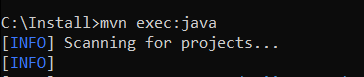 C:\Install>mvn exec:java
[INFO] Scanning for projects...
[INFO]